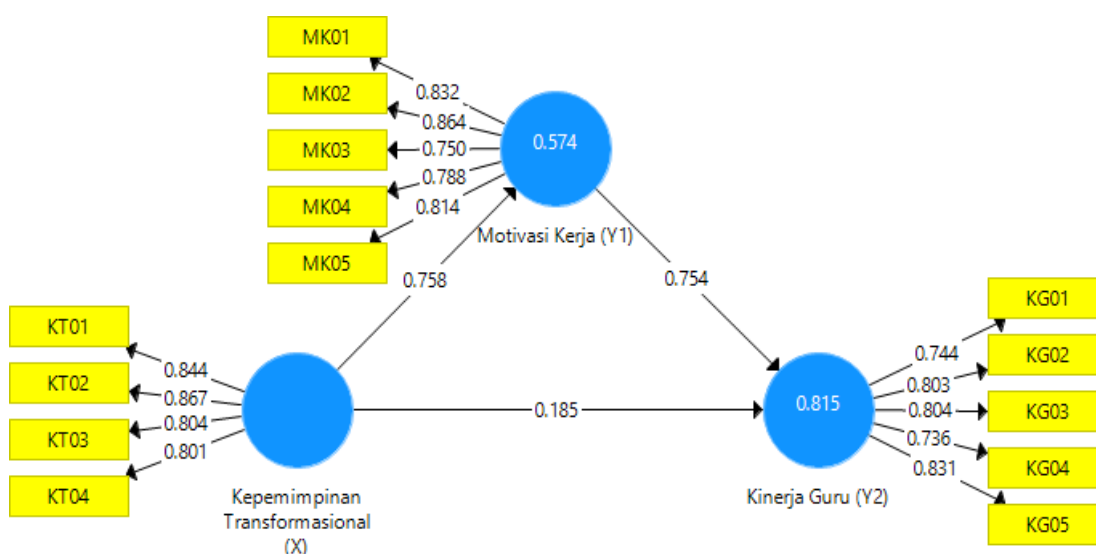 MK01
MK02
MK03
MK04
MK05
0.832
0.864
0.750
0.788
0.814
0.574
Motivasi Kerja (Y1)
0.758
0.754
KT01
KT02
KT03
KT04
0.844
0.867
0.804
0.801
Kepemimpinan
Transformasional
(X)
0.185
0.815
Kinerja Guru (Y2)
0.744
0.803
0.804
0.736
0.831
KG01
KG02
KG03
KG04
KG05